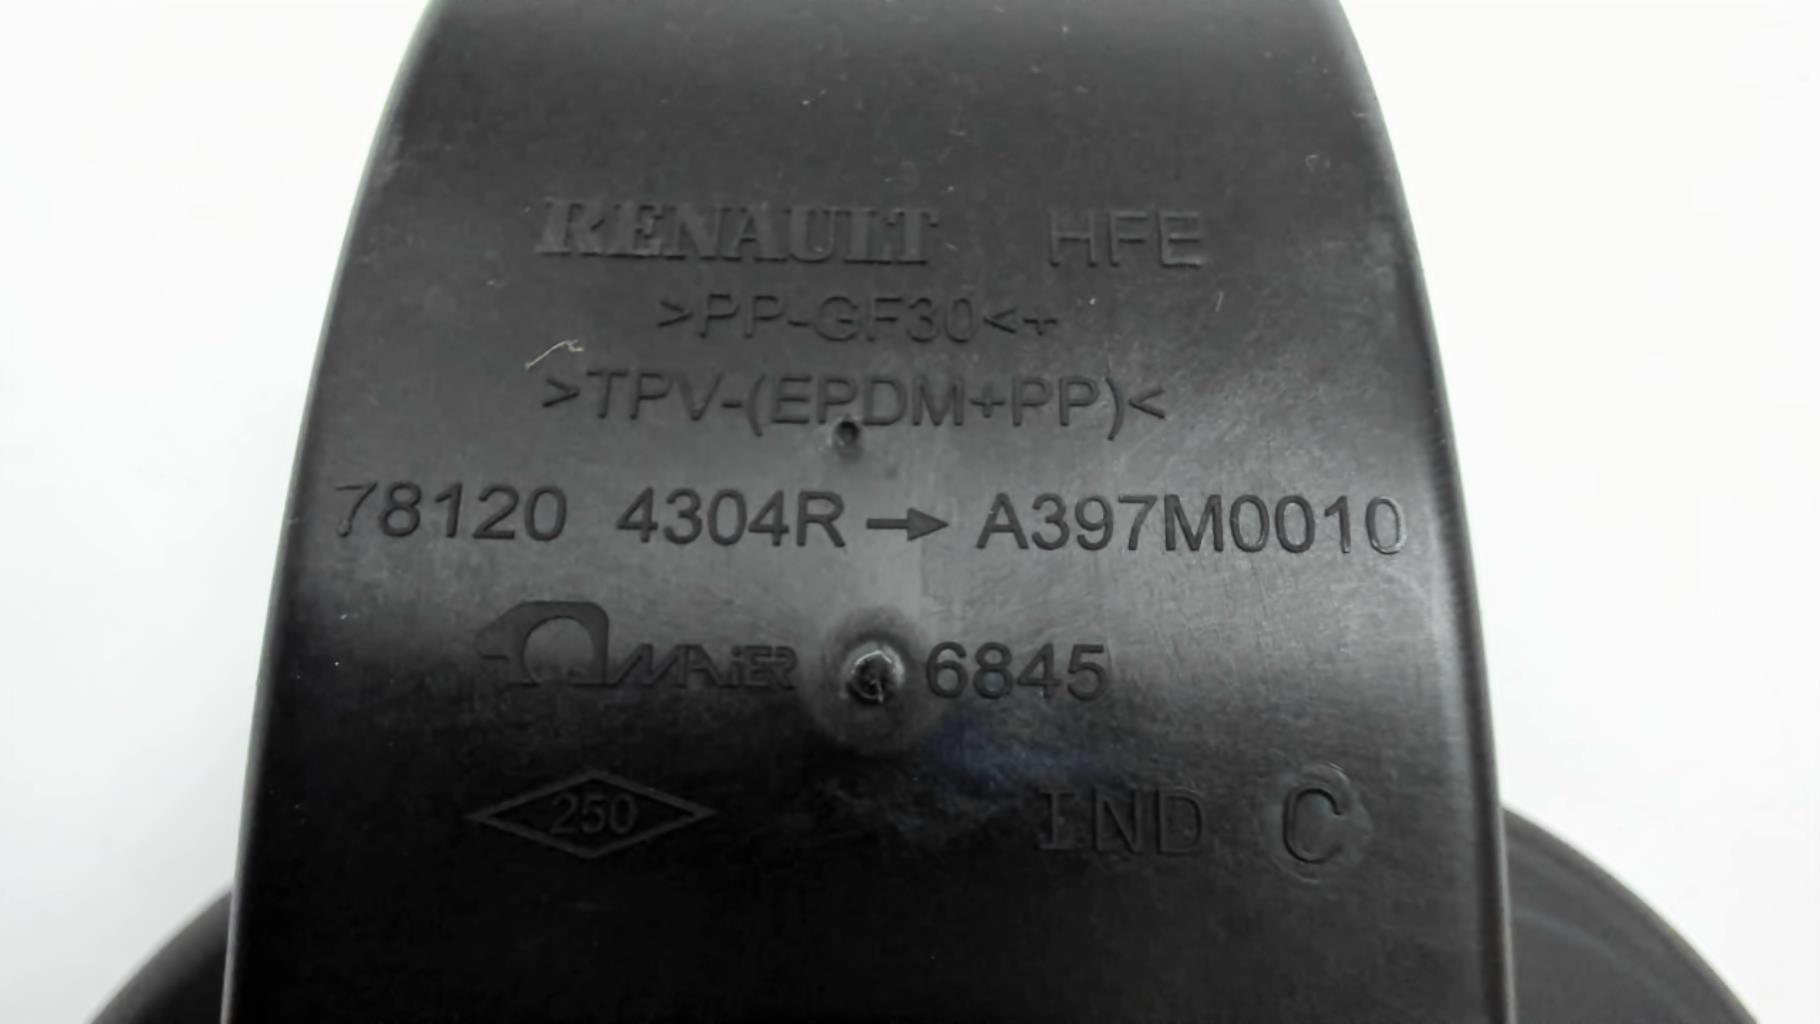 RENAULT HFE
>PP-GF30<+
>TPV-(EPDM+PP)<
78120 4304R → A397M0010
MAIER 6845
250 IND C